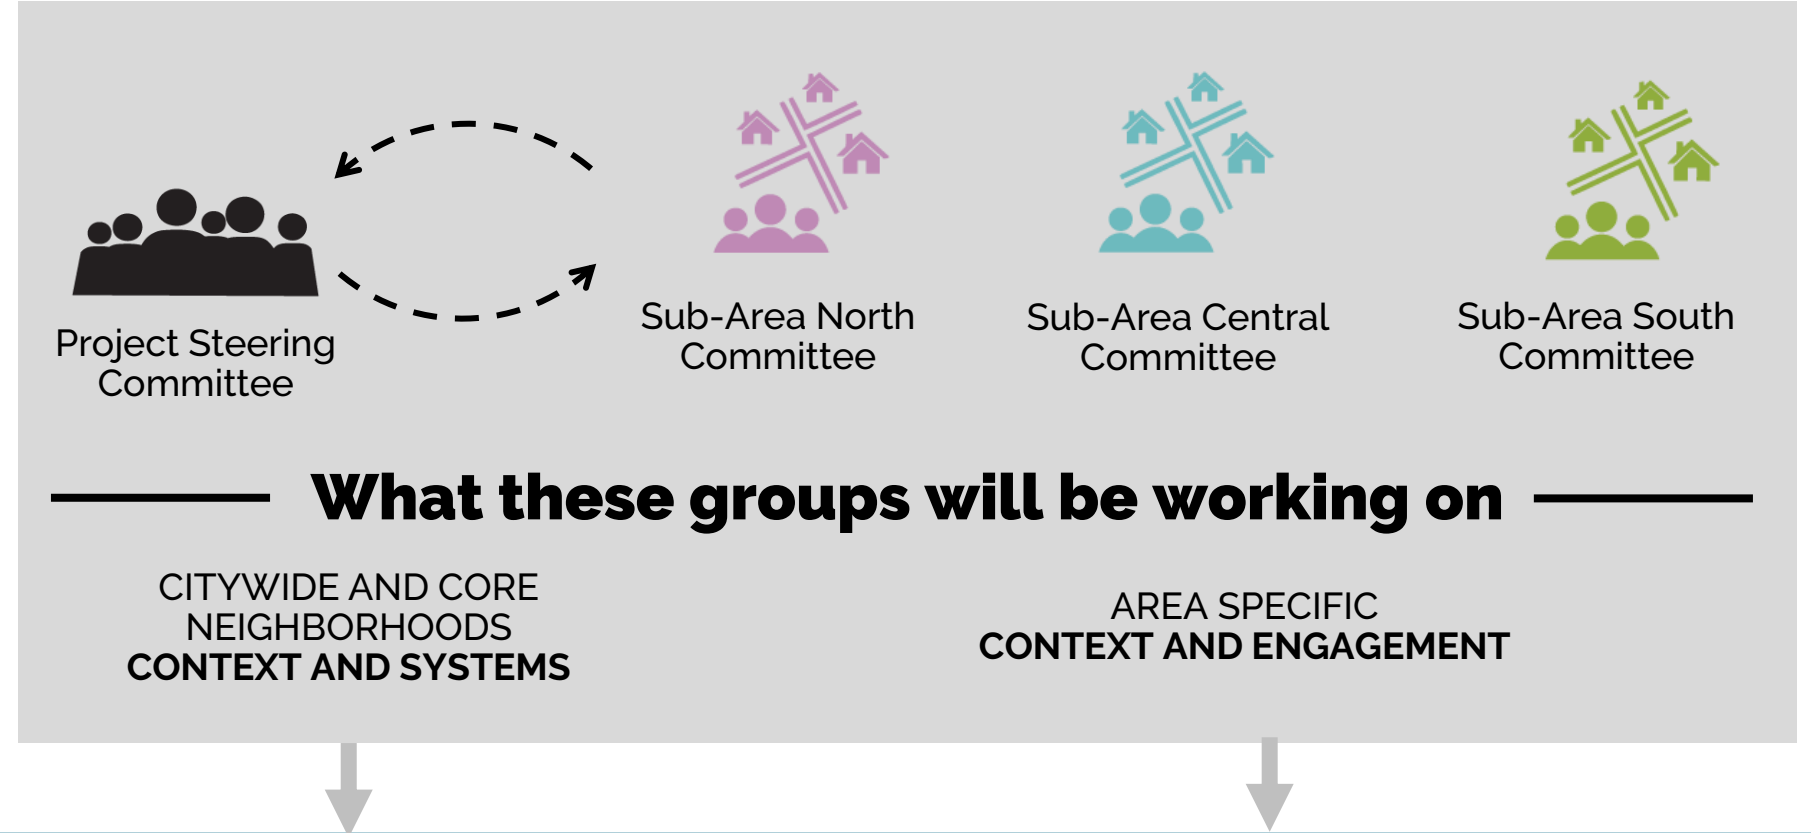 Project Steering
Committee
Sub-Area North
Committee
Sub-Area Central
Committee
Sub-Area South
Committee
What these groups will be working on
CITYWIDE AND CORE
NEIGHBORHOODS
CONTEXT AND SYSTEMS
AREA SPECIFIC
CONTEXT AND ENGAGEMENT